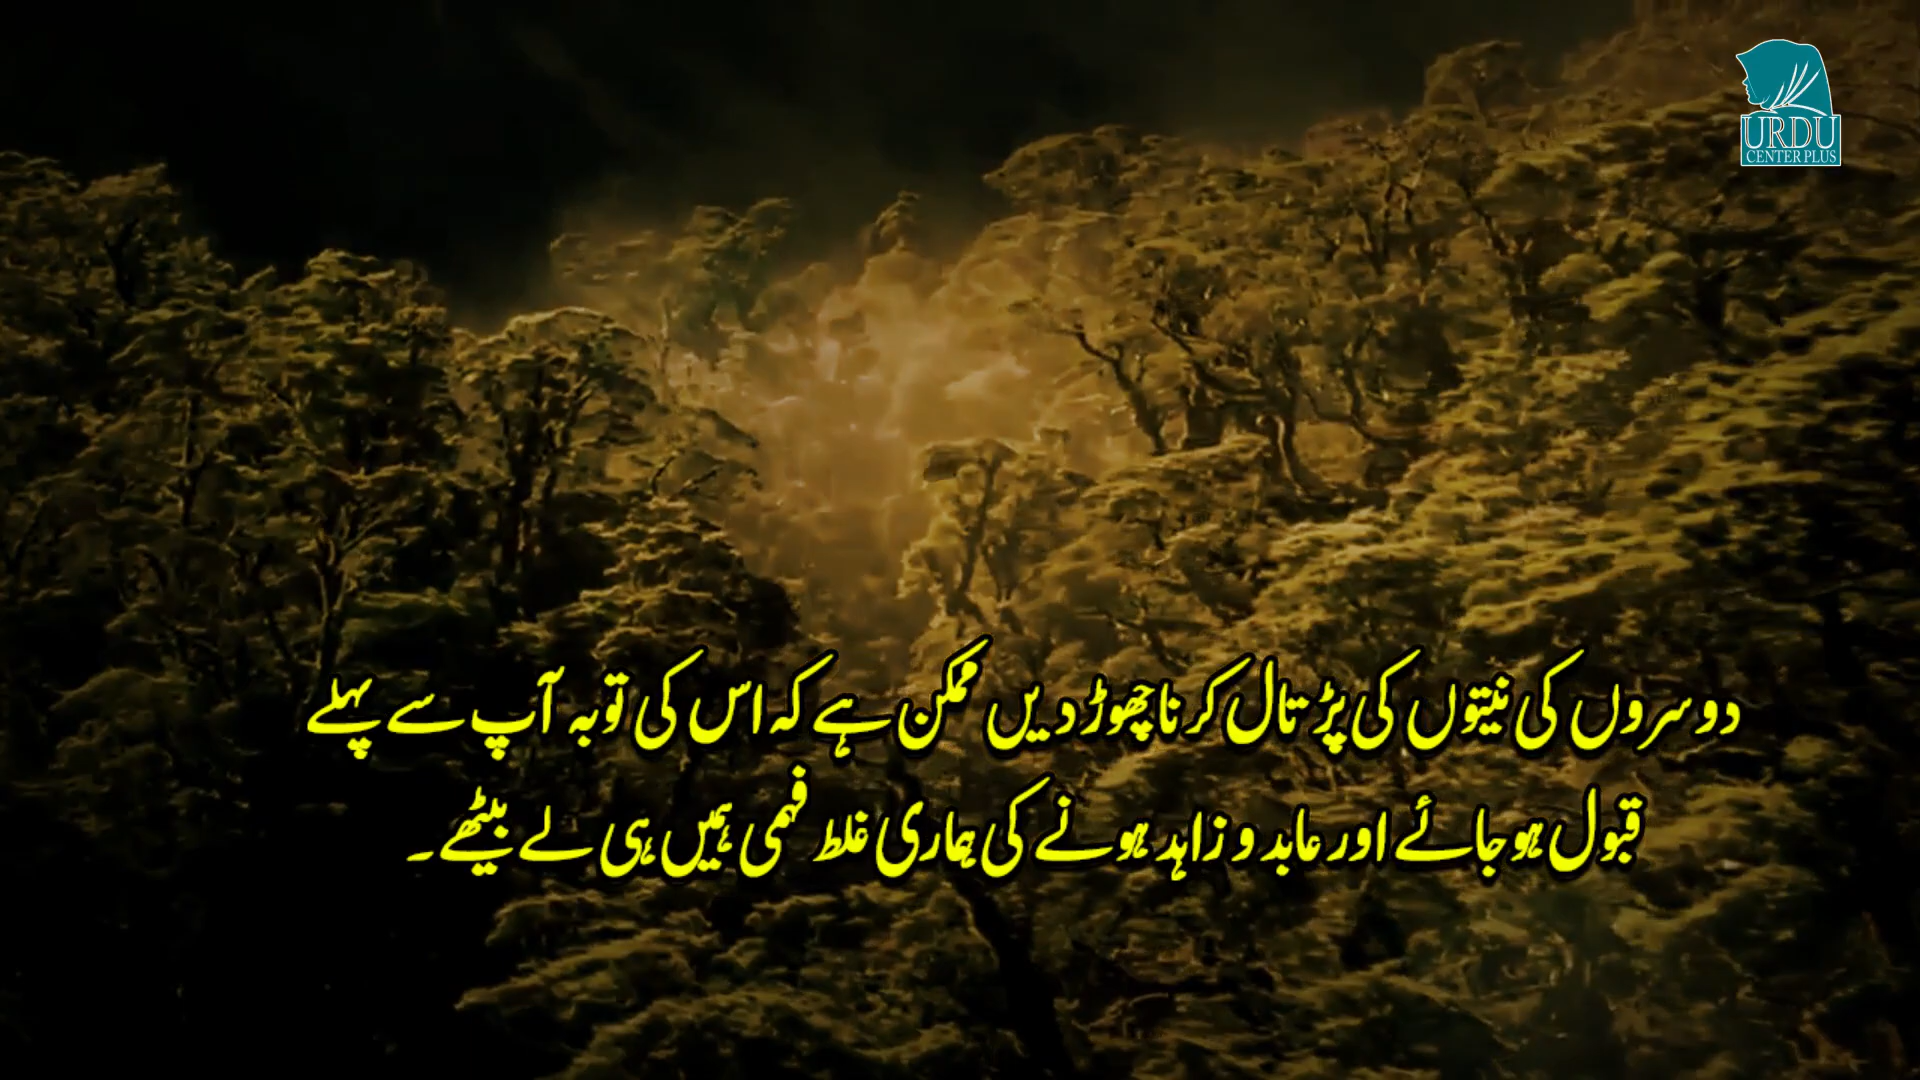 URDU
CENTER PLUS
دوسروں کی نیتوں کی پڑتال کرنا چھوڑ دیں ممکن ہے کہ اس کی توبہ آپ سے پہلے
قبول ہو جائے اور عابد و زاہد ہونے کی ہماری غلط فہمی ہمیں ہی لے بیٹھے۔